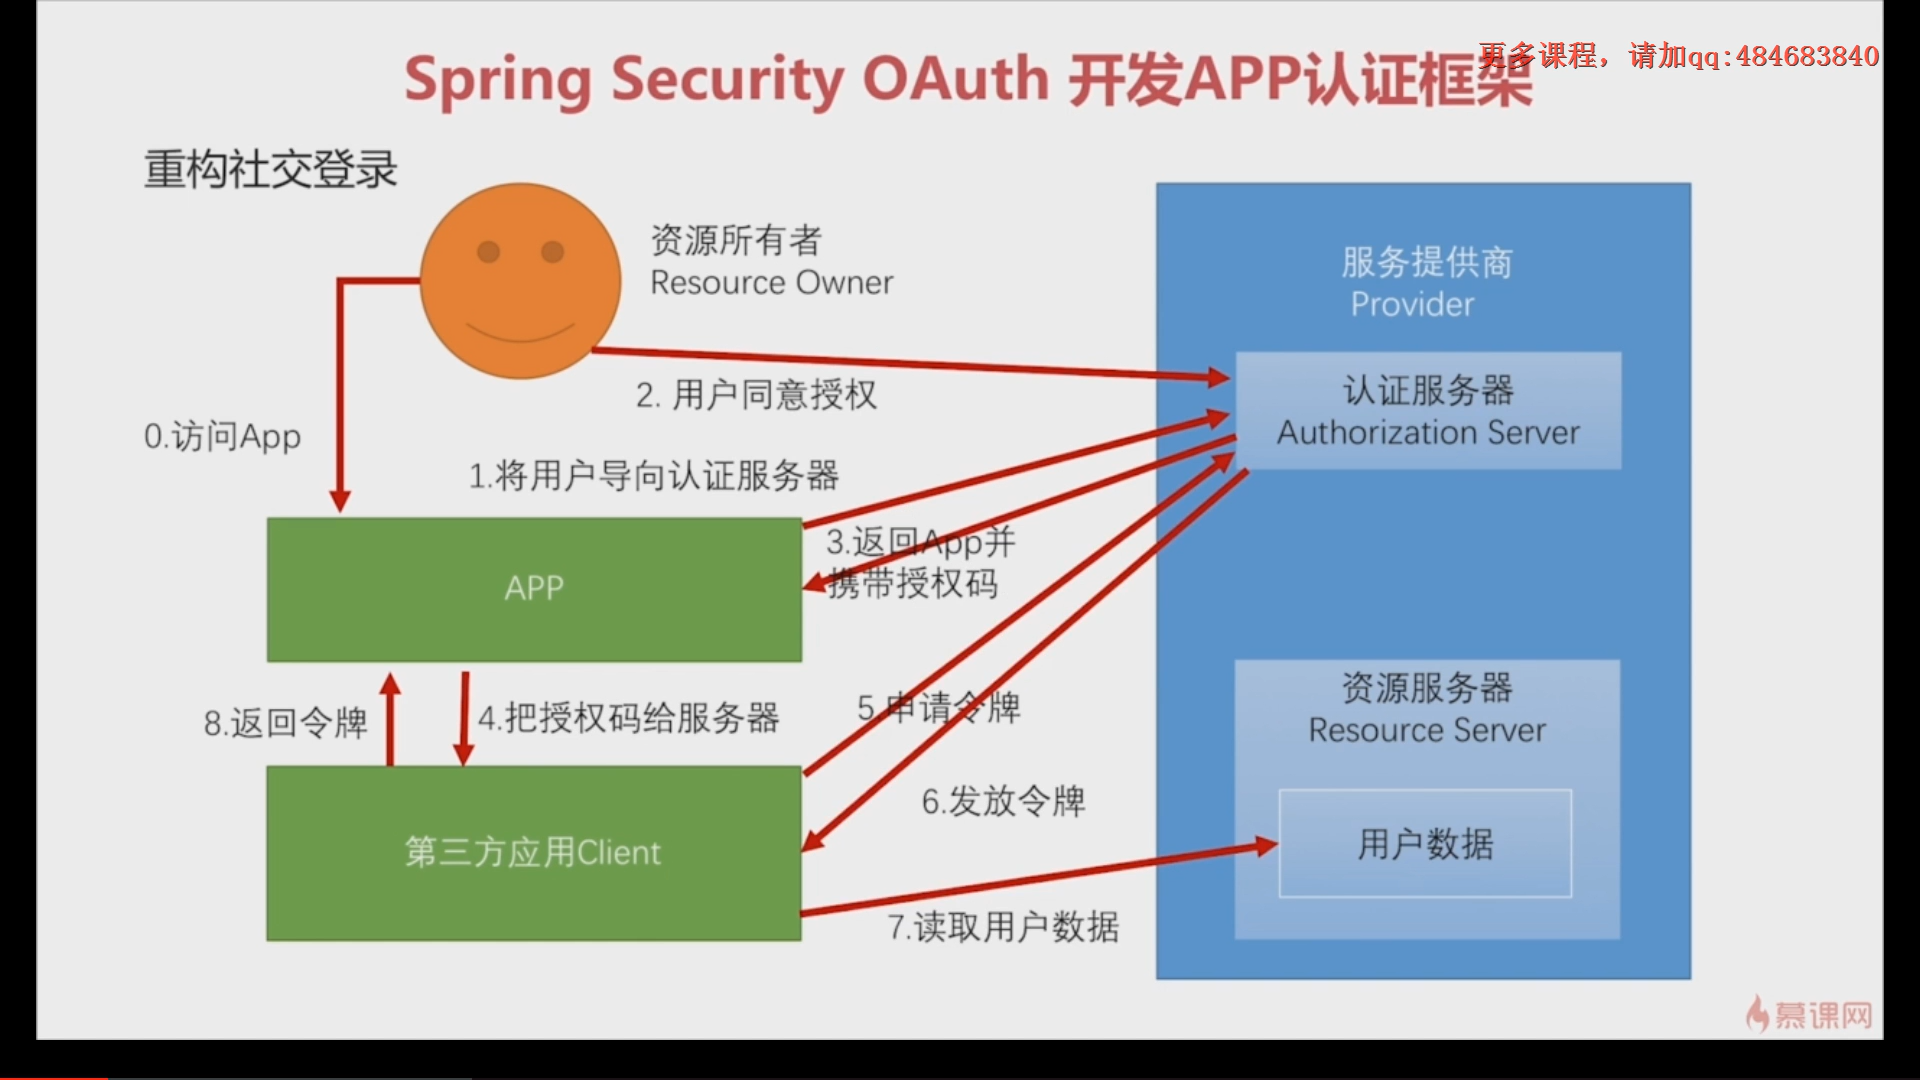 Spring Security OAuth 开发APP认证框架
更多课程，请加qq:484683840
重构社交登录
资源所有者
Resource Owner
服务提供商
Provider
2. 用户同意授权
认证服务器
Authorization Server
0.访问App
1.将用户导向认证服务器
3.返回App并
携带授权码
APP
8.返回令牌
4.把授权码给服务器
5.申请令牌
资源服务器
Resource Server
6.发放令牌
用户数据
第三方应用Client
7.读取用户数据
慕课网